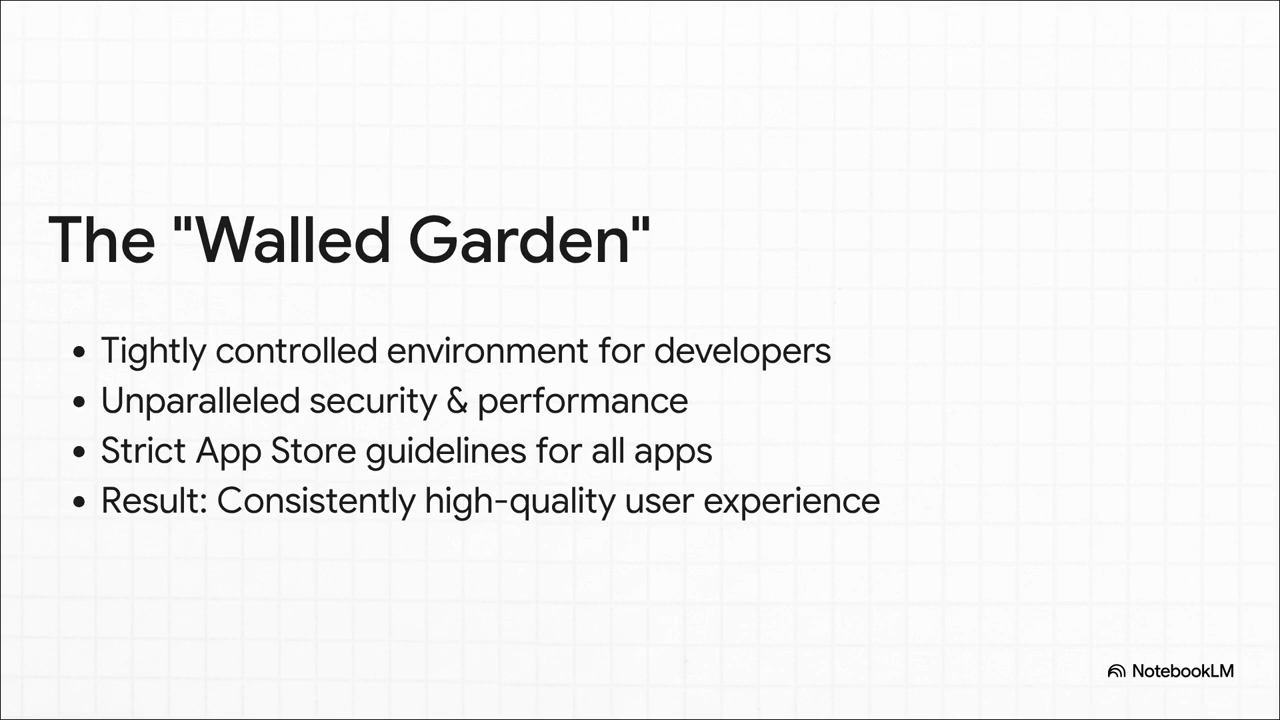 The "Walled Garden"
• Tightly controlled environment for developers
• Unparalleled security & performance
• Strict App Store guidelines for all apps
• Result: Consistently high-quality user experience
NotebookLM